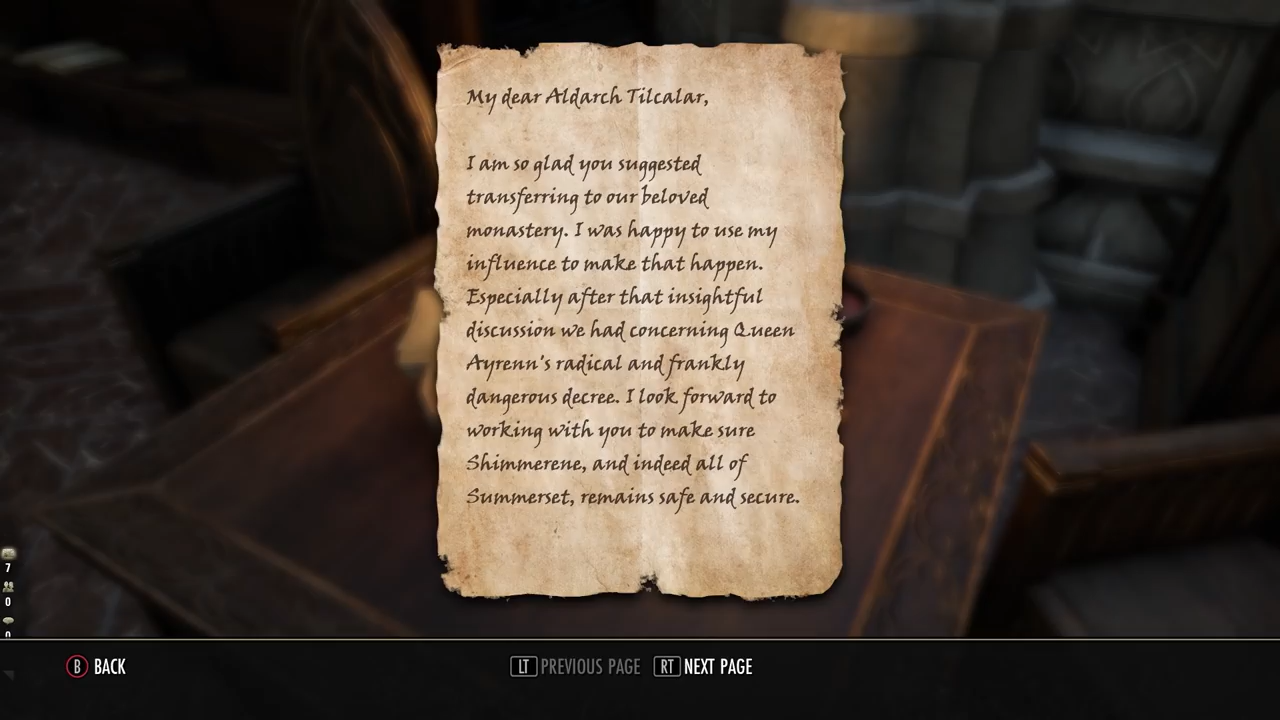 My dear Aldarch Tilcalar,
I am so glad you suggested
transferring to our beloved
monastery. I was happy to use my
influence to make that happen.
Especially after that insightful
discussion we had concerning Queen
Ayrenn's radical and frankly
dangerous decree. I look forward to
working with you to make sure
Shimmerene, and indeed all of
Summerset, remains safe and secure.
7
0
0
B BACK
LT PREVIOUS PAGE RT NEXT PAGE